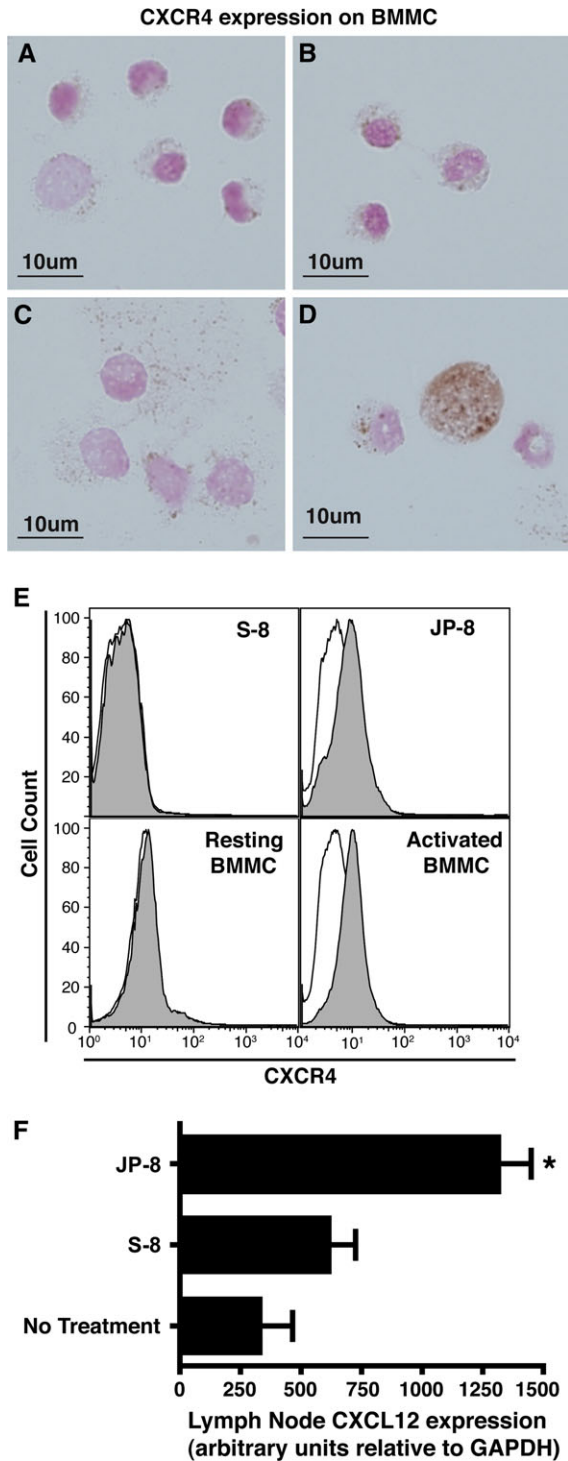 CXCR4 expression on BMMC
A
B
10um
10um
C
D
10um
10um
E
S-8
JP-8
100
80
60
40
20
Resting
BMMC
Activated
BMMC
100
80
60
40
20
0
Cell Count
10⁰ 10¹ 10² 10³ 10⁴ 10¹ 10² 10³ 10⁴
CXCR4
F
JP-8
*
S-8
No Treatment
0 250 500 750 1000 1250 1500
Lymph Node CXCL12 expression
(arbitrary units relative to GAPDH)